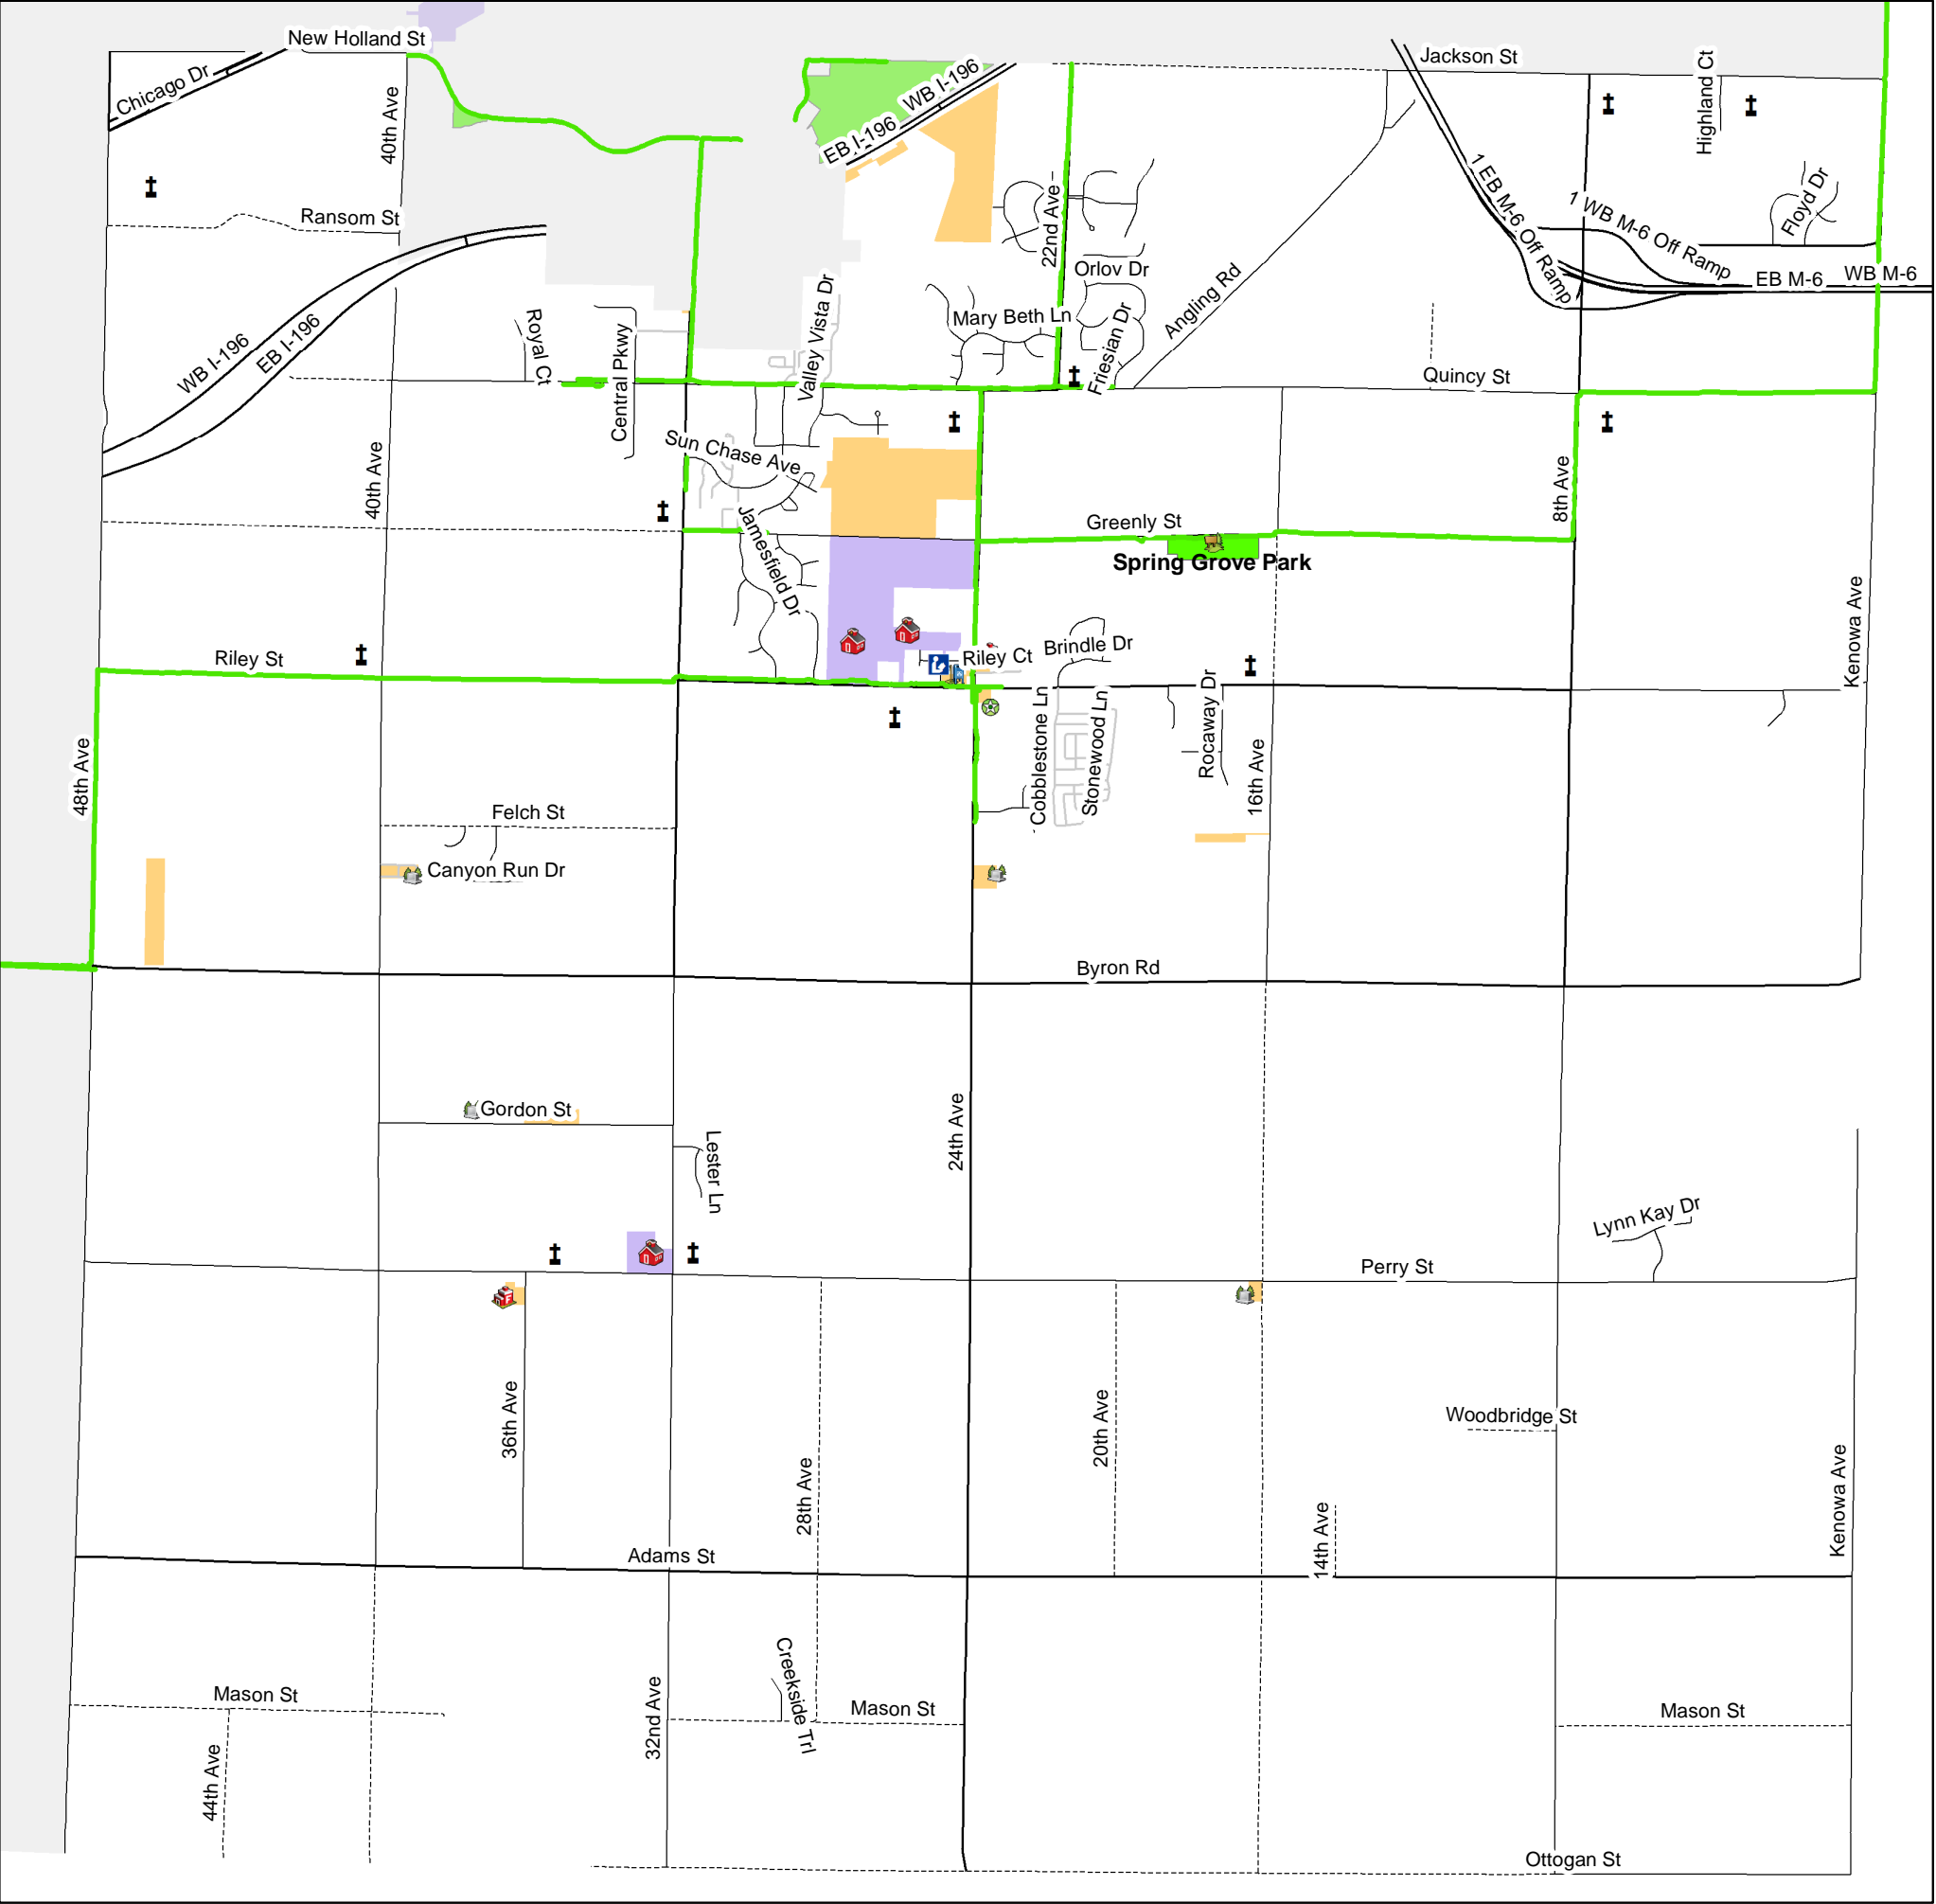 New Holland St
Jackson St
Chicago Dr
40th Ave
WB I-196
EB I-196
Highland Ct
Ransom St
22nd Ave
1 EB M-6 Off Ramp
1 WB M-6 Off Ramp
Floyd Dr
Orlov Dr
EB M-6
WB M-6
WB I-196
EB I-196
Royal Ct
Central Pkwy
Valley Vista Dr
Mary Beth Ln
Friesian Dr
Angling Rd
Quincy St
40th Ave
Sun Chase Ave
8th Ave
Greenly St
Jamesfield Dr
Spring Grove Park
Kenowa Ave
Riley St
Riley Ct
Brindle Dr
48th Ave
Cobblestone Ln
Stonewood Ln
Rocaway Dr
16th Ave
Felch St
Canyon Run Dr
Byron Rd
Gordon St
24th Ave
Lester Ln
Lynn Kay Dr
Perry St
36th Ave
20th Ave
Woodbridge St
28th Ave
14th Ave
Kenowa Ave
Adams St
Mason St
32nd Ave
Creekside Trl
Mason St
Mason St
44th Ave
Ottogan St